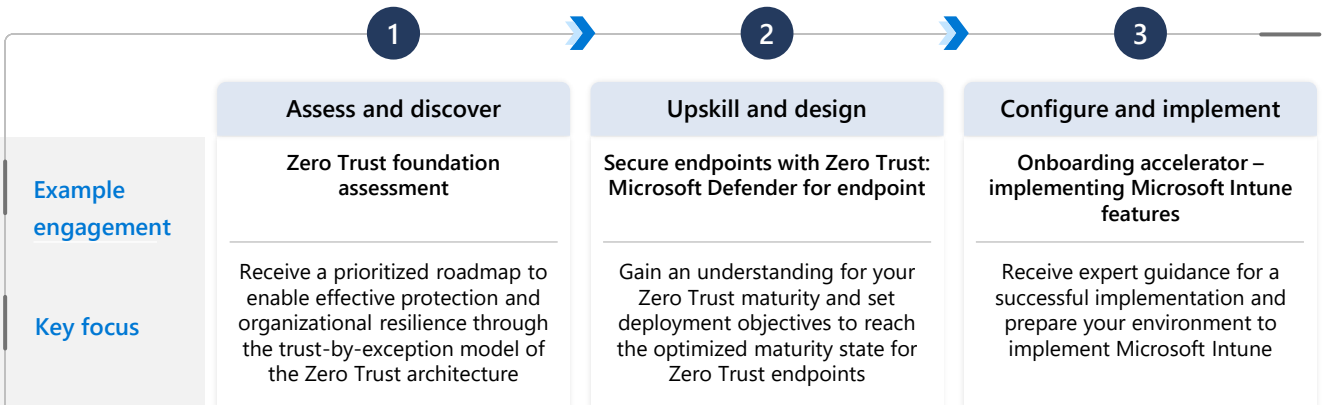 1
2
3
Assess and discover
Upskill and design
Configure and implement
Example
engagement
Zero Trust foundation
assessment
Secure endpoints with Zero Trust:
Microsoft Defender for endpoint
Onboarding accelerator –
implementing Microsoft Intune
features
Key focus
Receive a prioritized roadmap to
enable effective protection and
organizational resilience through
the trust-by-exception model of
the Zero Trust architecture
Gain an understanding for your
Zero Trust maturity and set
deployment objectives to reach
the optimized maturity state for
Zero Trust endpoints
Receive expert guidance for a
successful implementation and
prepare your environment to
implement Microsoft Intune